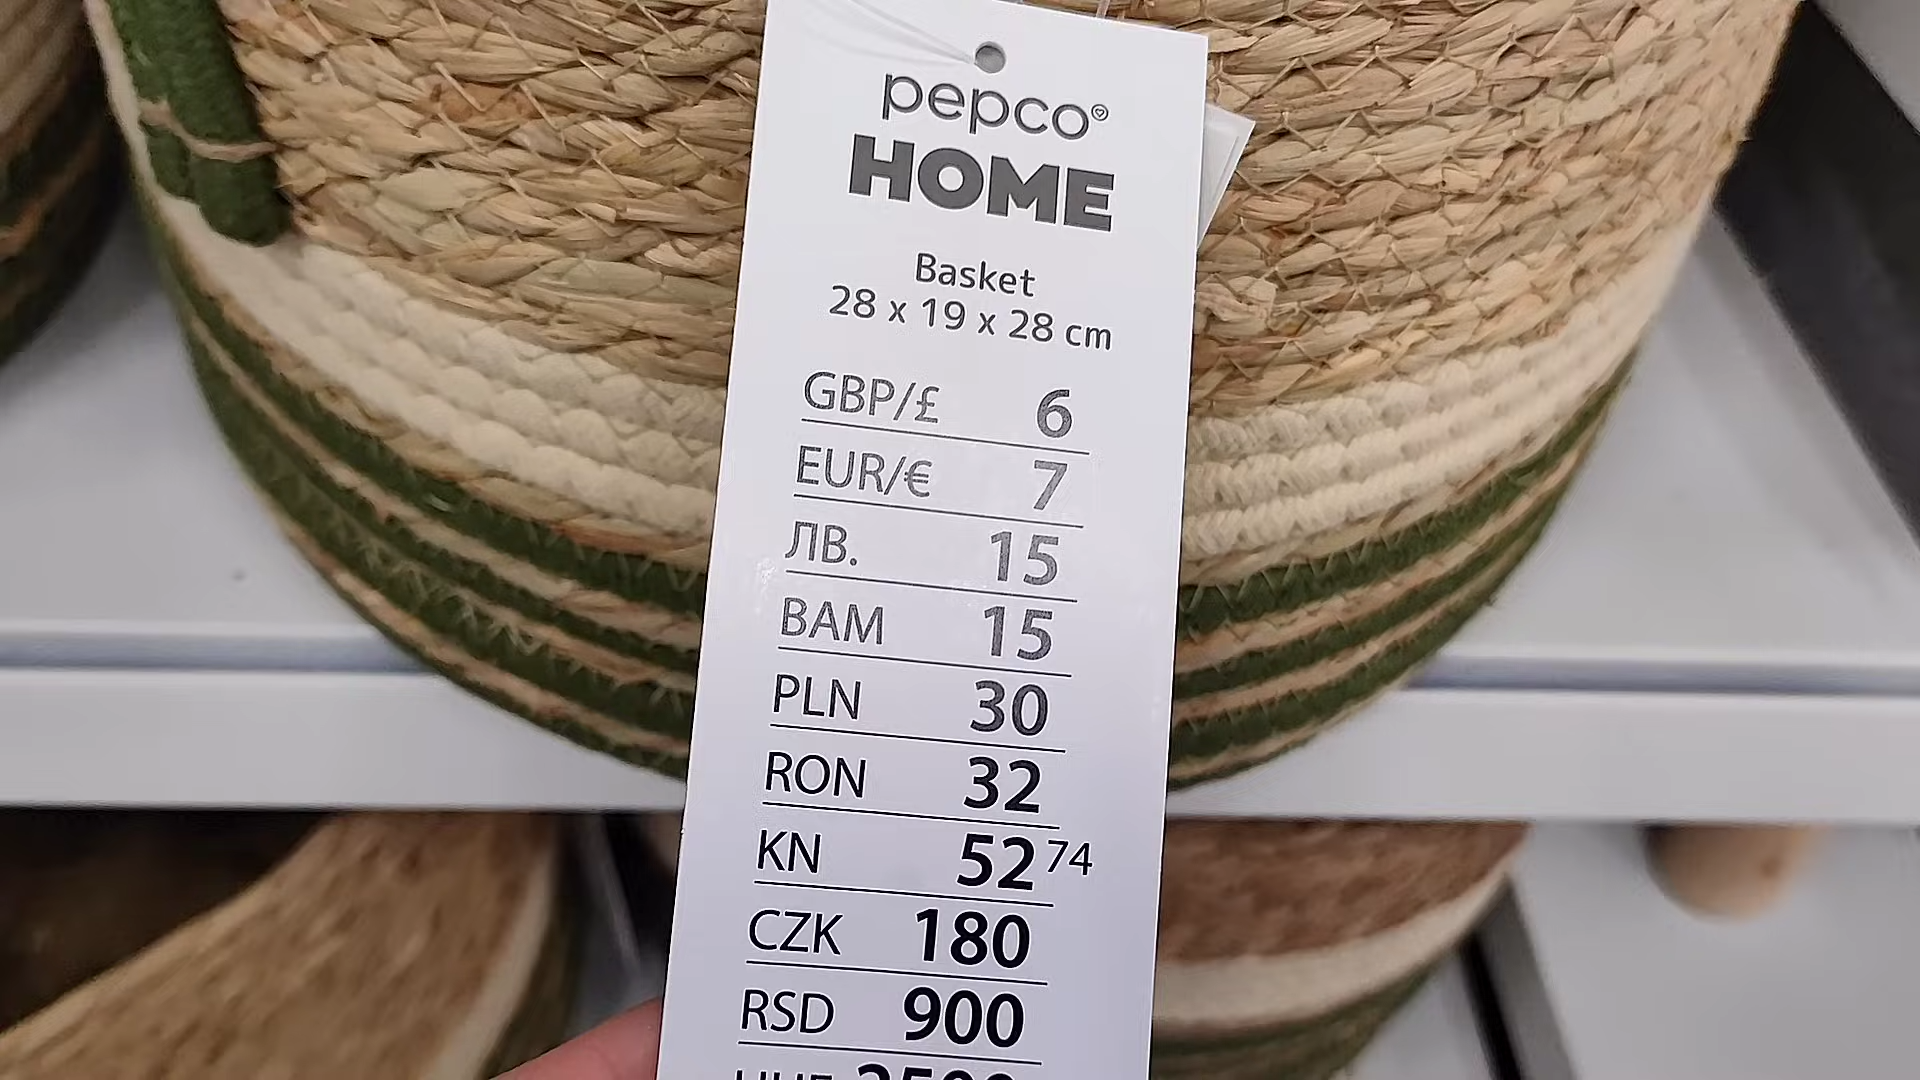 pepco
HOME
Basket
28 x 19 x 28 cm
GBP/£ 6
EUR/€ 7
ЛВ. 15
BAM 15
PLN 30
RON 32
KN 52 74
CZK 180
RSD 900